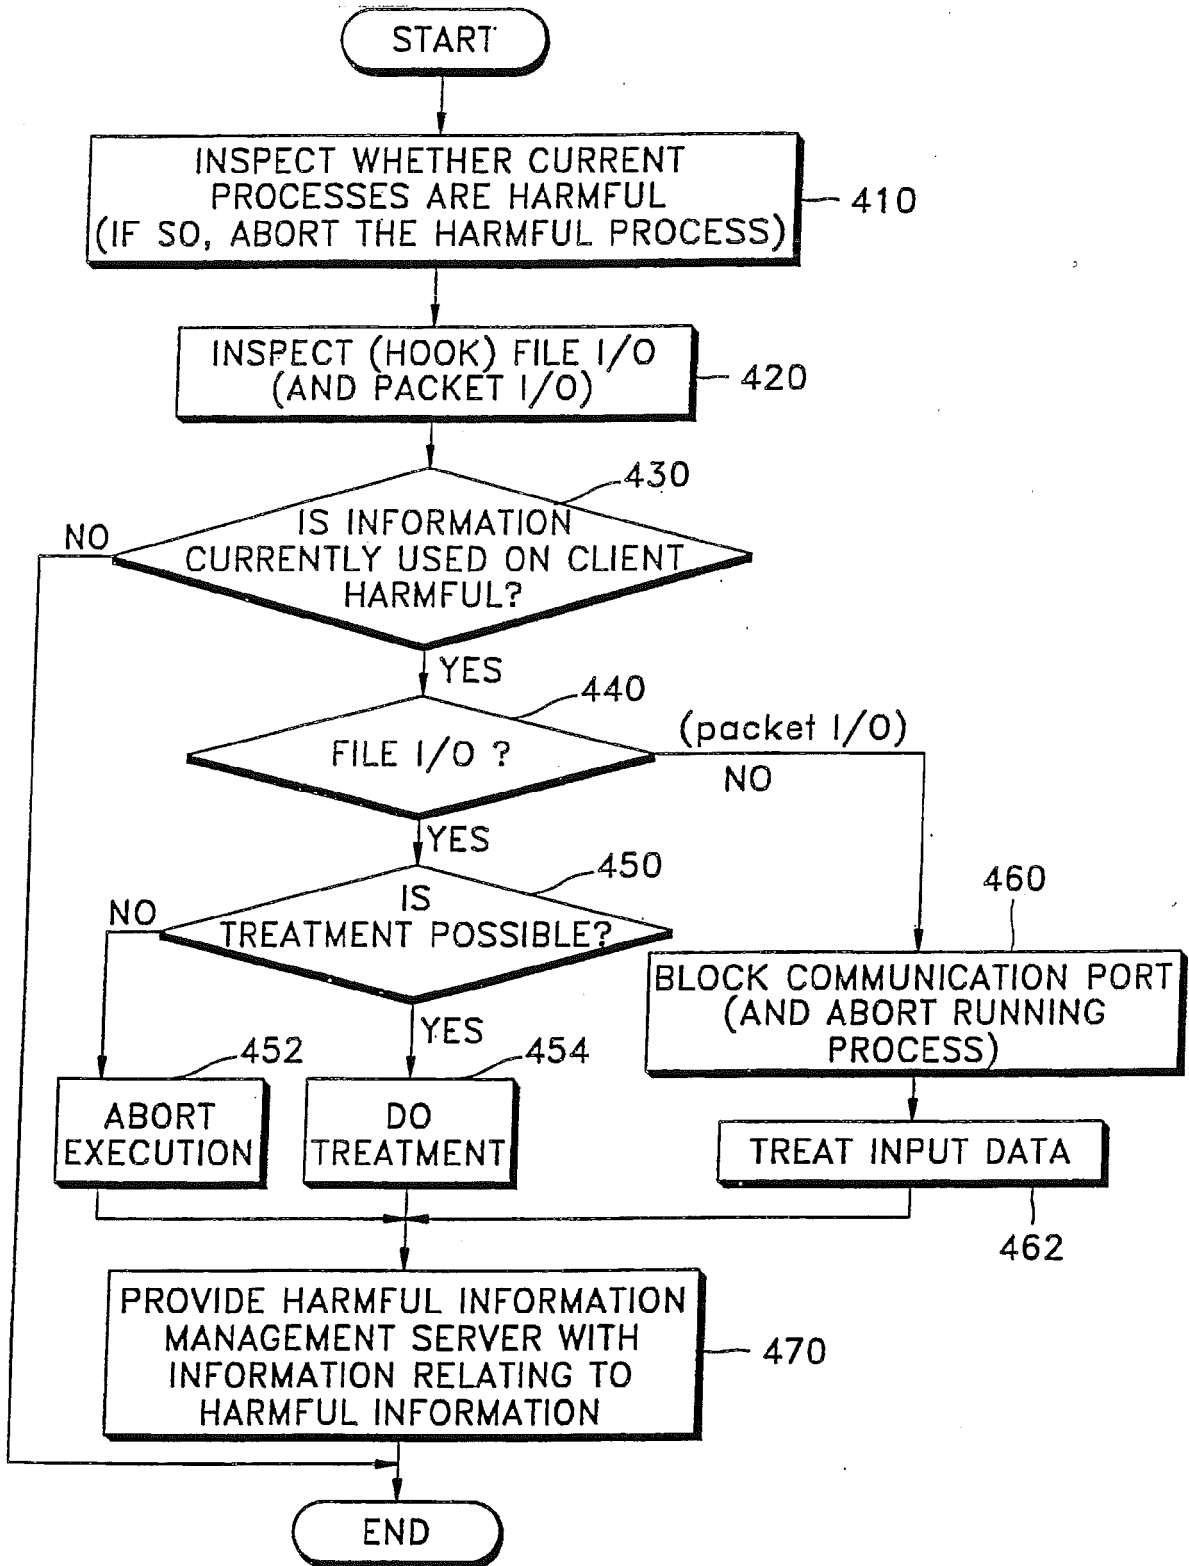 START
INSPECT WHETHER CURRENT
PROCESSES ARE HARMFUL
(IF SO, ABORT THE HARMFUL PROCESS)
410
INSPECT (HOOK) FILE I/O
(AND PACKET I/O)
420
430
NO
IS INFORMATION
CURRENTLY USED ON CLIENT
HARMFUL?
YES
440
FILE I/O ?
(packet I/O)
NO
YES
450
NO
IS
TREATMENT POSSIBLE?
YES
460
BLOCK COMMUNICATION PORT
(AND ABORT RUNNING
PROCESS)
452
ABORT
EXECUTION
454
DO
TREATMENT
TREAT INPUT DATA
462
PROVIDE HARMFUL INFORMATION
MANAGEMENT SERVER WITH
INFORMATION RELATING TO
HARMFUL INFORMATION
470
END